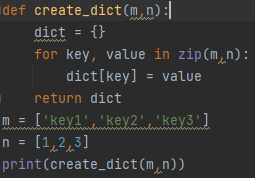 def create_dict(m,n):
    dict = {}
    for key, value in zip(m,n):
        dict[key] = value
    return dict
m = ['key1','key2','key3']
n = [1,2,3]
print(create_dict(m,n))